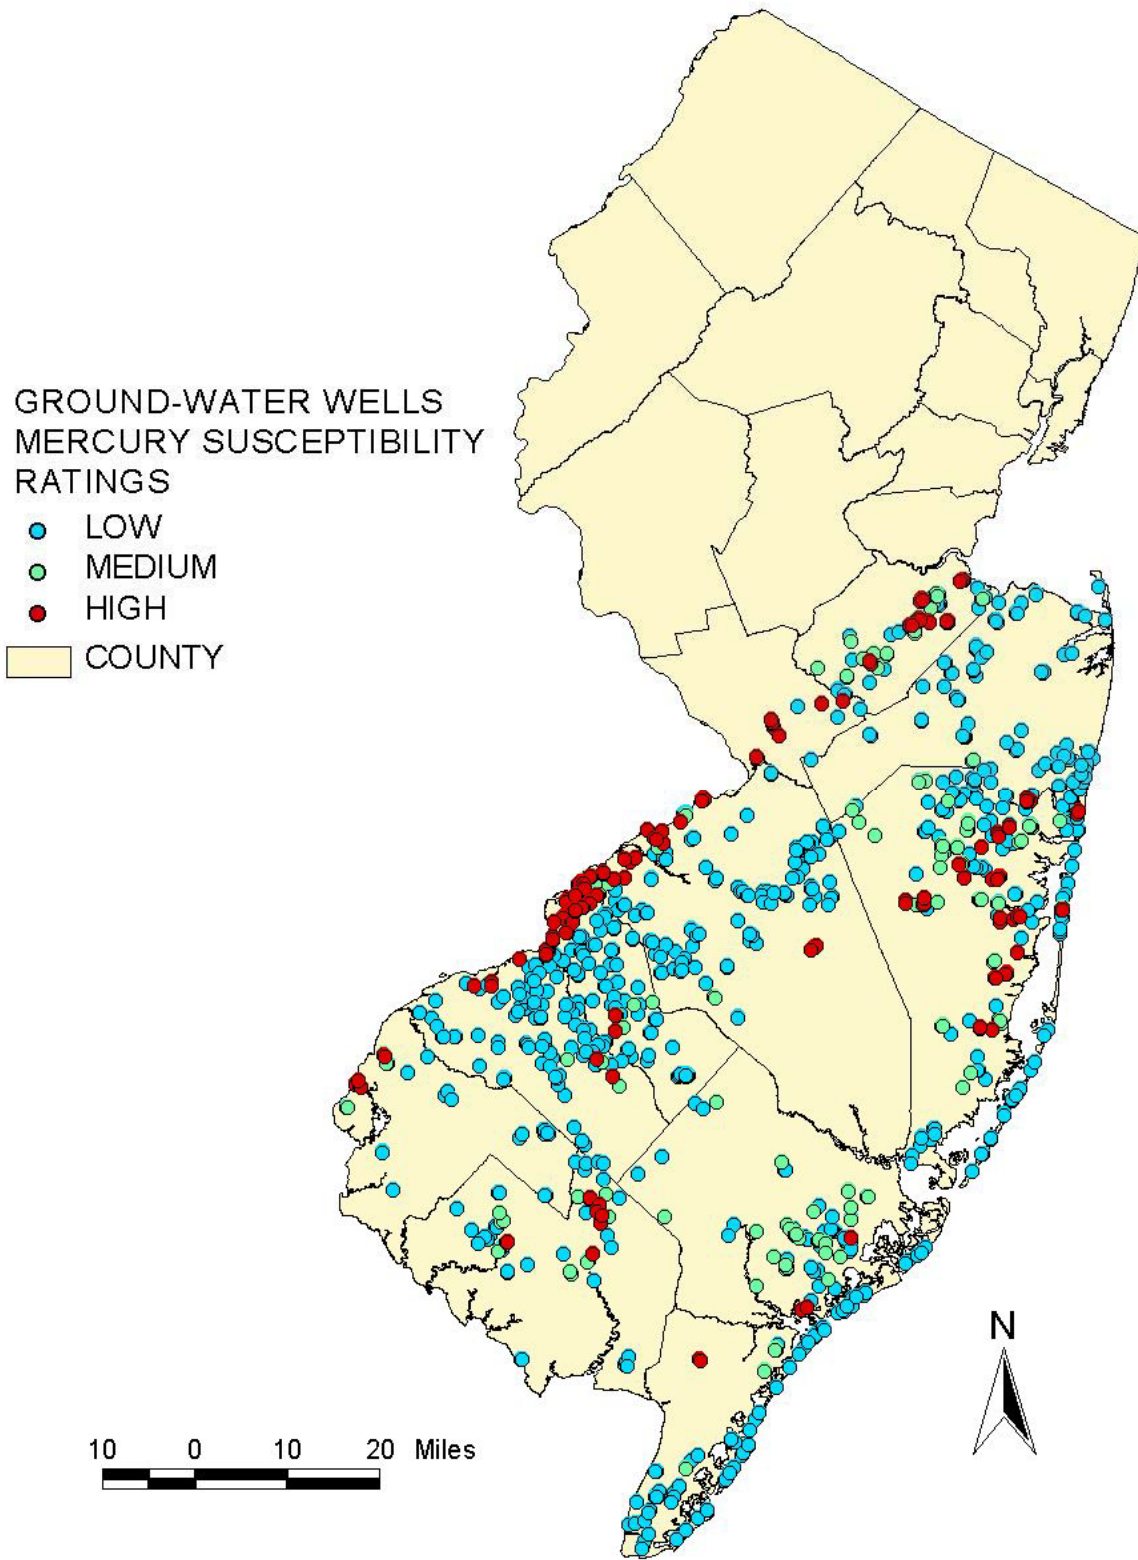 GROUND-WATER WELLS
MERCURY SUSCEPTIBILITY
RATINGS
LOW
MEDIUM
HIGH
COUNTY
N
10 0 10 20 Miles